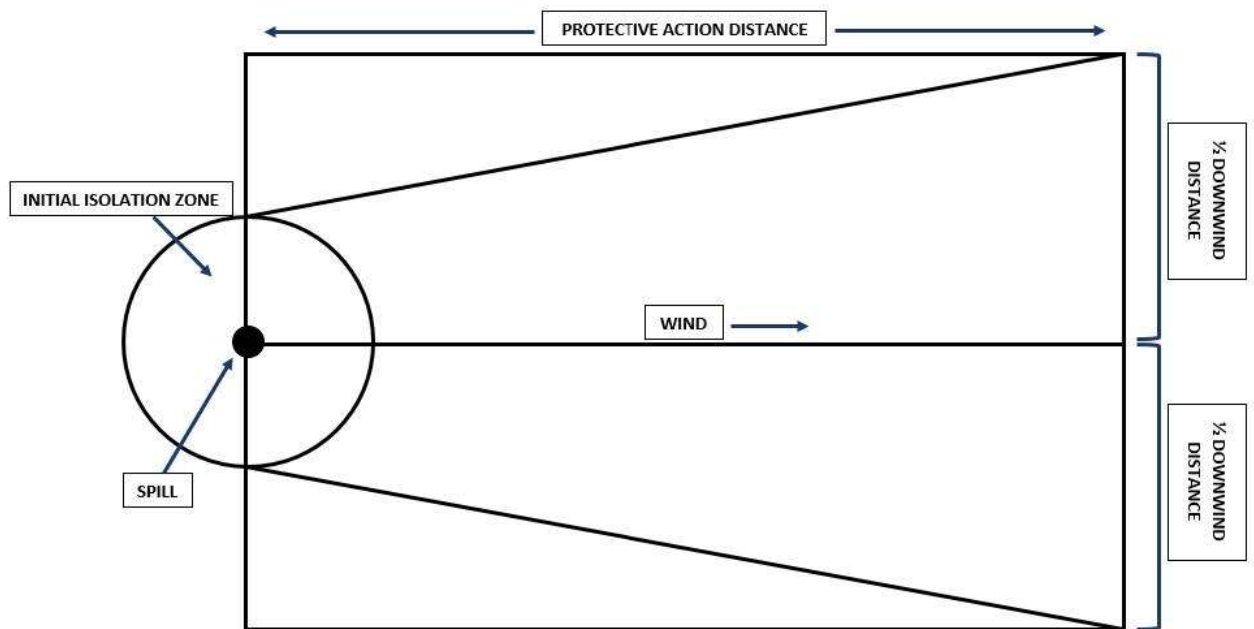 PROTECTIVE ACTION DISTANCE
INITIAL ISOLATION ZONE
WIND
SPILL
½ DOWNWIND
DISTANCE
½ DOWNWIND
DISTANCE